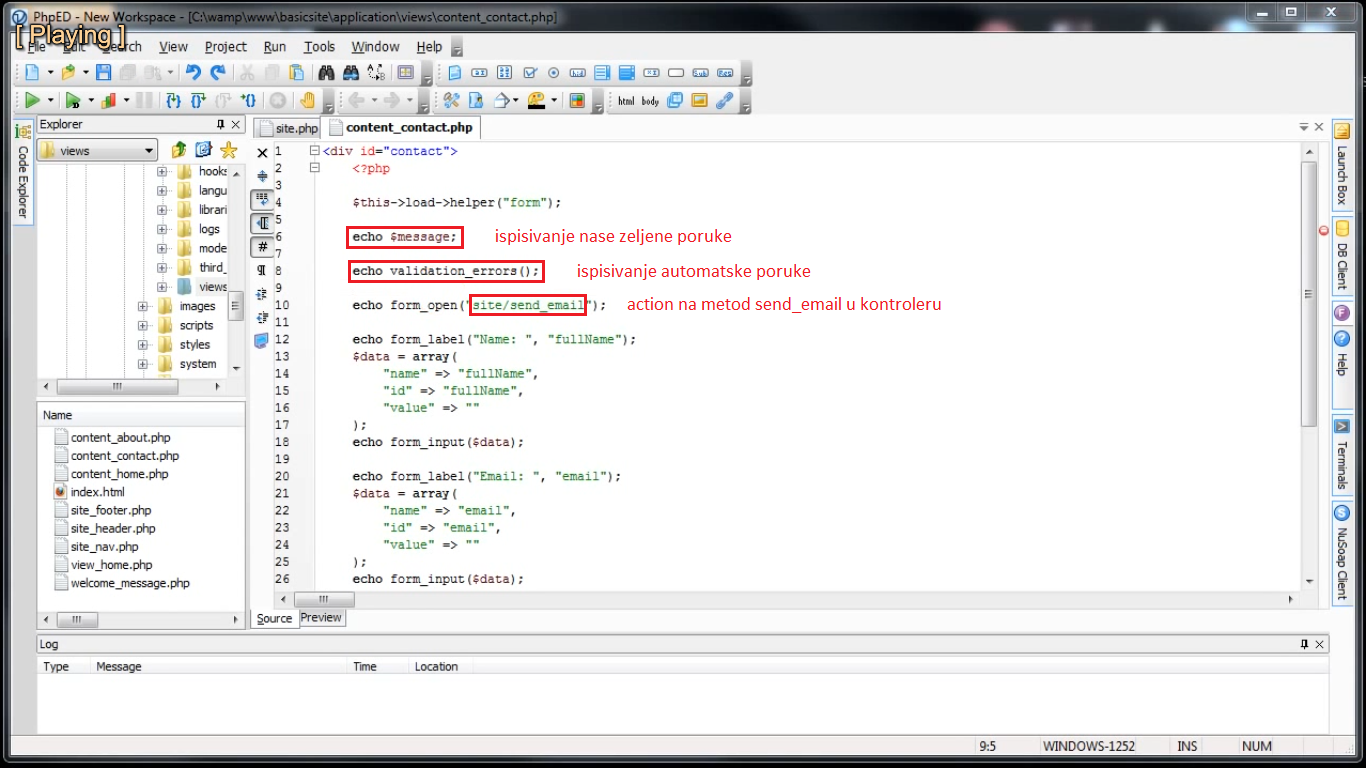 PhpED - New Workspace - [C:\wamp\www\basicsite\application\views\content_contact.php]
[ Playing ]
File Edit Search View Project Run Tools Window Help
html body
Explorer
site.php content_contact.php
views
hooks
langu
librari
logs
mode
third_
views
images
scripts
styles
system
Name
content_about.php
content_contact.php
content_home.php
index.html
site_footer.php
site_header.php
site_nav.php
view_home.php
welcome_message.php
Code Explorer
1 <div id="contact">
2 <?php
3
4 $this->load->helper("form");
5
6 echo $message; ispisivanje nase zeljene poruke
7
8 echo validation_errors(); ispisivanje automatske poruke
9
10 echo form_open("site/send_email"); action na metod send_email u kontroleru
11
12 echo form_label("Name: ", "fullName");
13 $data = array(
14 "name" => "fullName",
15 "id" => "fullName",
16 "value" => ""
17 );
18 echo form_input($data);
19
20 echo form_label("Email: ", "email");
21 $data = array(
22 "name" => "email",
23 "id" => "email",
24 "value" => ""
25 );
26 echo form_input($data);
Source Preview
Launch Box
DB Client
Help
Terminals
NuSoap Client
Log
Type Message Time Location
9:5 WINDOWS-1252 INS NUM